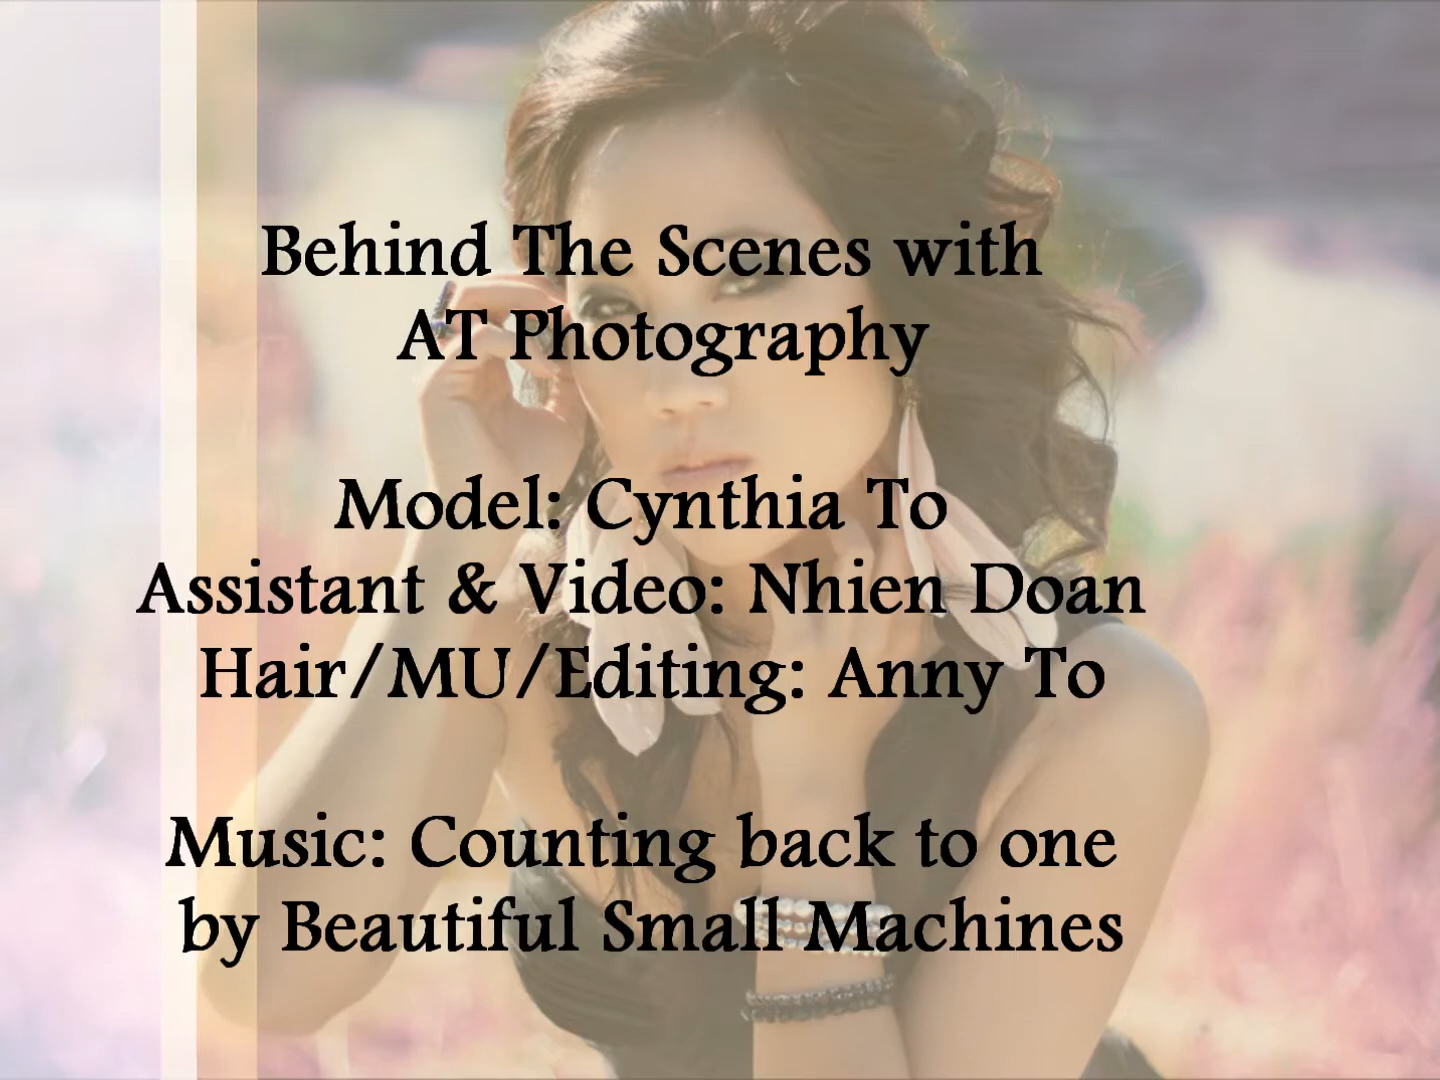 Behind The Scenes with
AT Photography
Model: Cynthia To
Assistant & Video: Nhien Doan
Hair/MU/Editing: Anny To
Music: Counting back to one
by Beautiful Small Machines